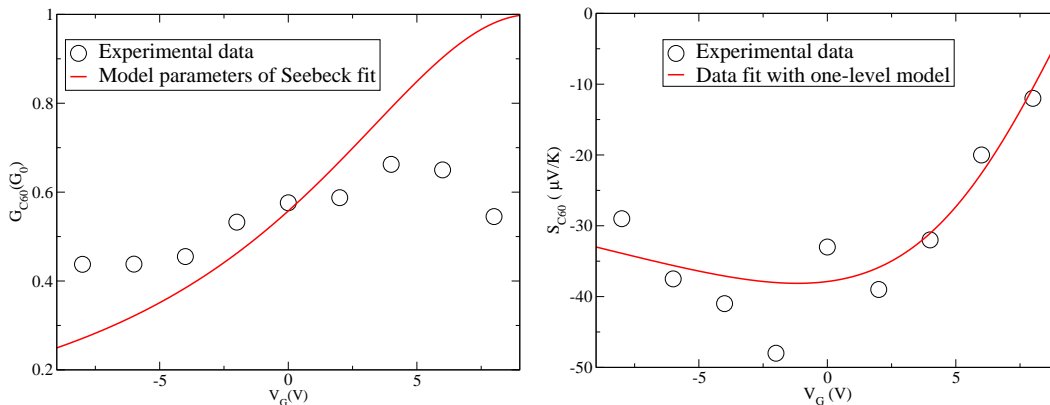 1
0.8
0.6
0.4
0.2
-5
0
5
G_C60(G_0)
V_G(V)
Experimental data
Model parameters of Seebeck fit
0
-10
-20
-30
-40
-50
-5
0
5
S_C60 ( μV/K)
V_G (V)
Experimental data
Data fit with one-level model